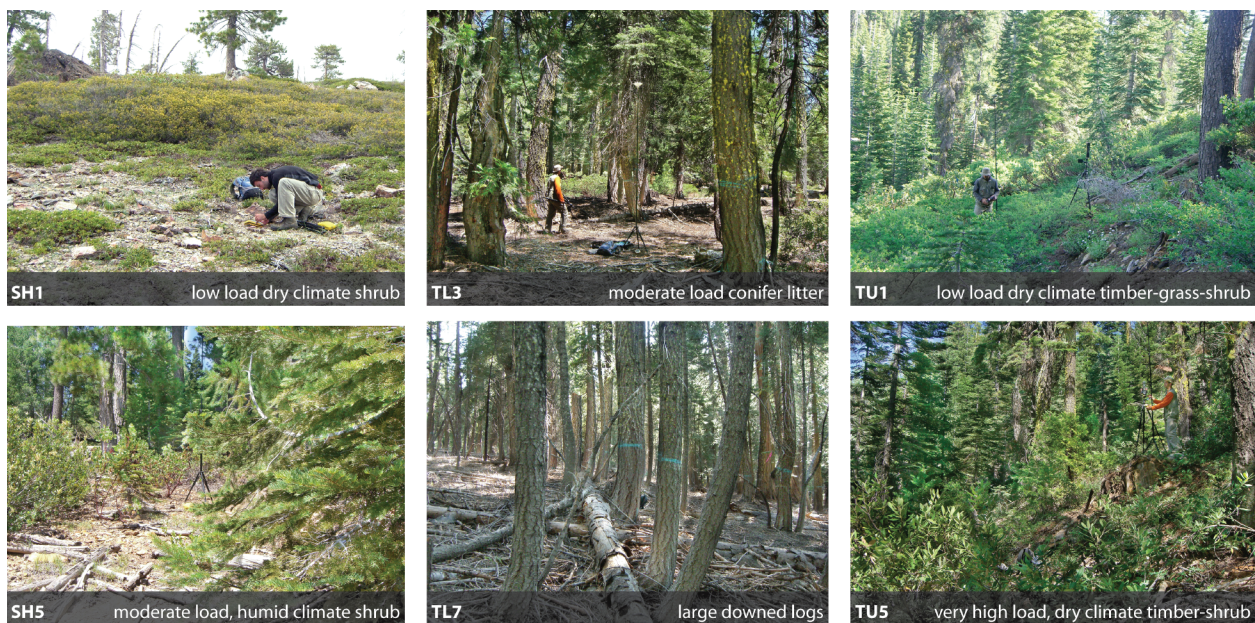 SH1 low load dry climate shrub
TL3 moderate load conifer litter
TU1 low load dry climate timber-grass-shrub
SH5 moderate load, humid climate shrub
TL7 large downed logs
TU5 very high load, dry climate timber-shrub